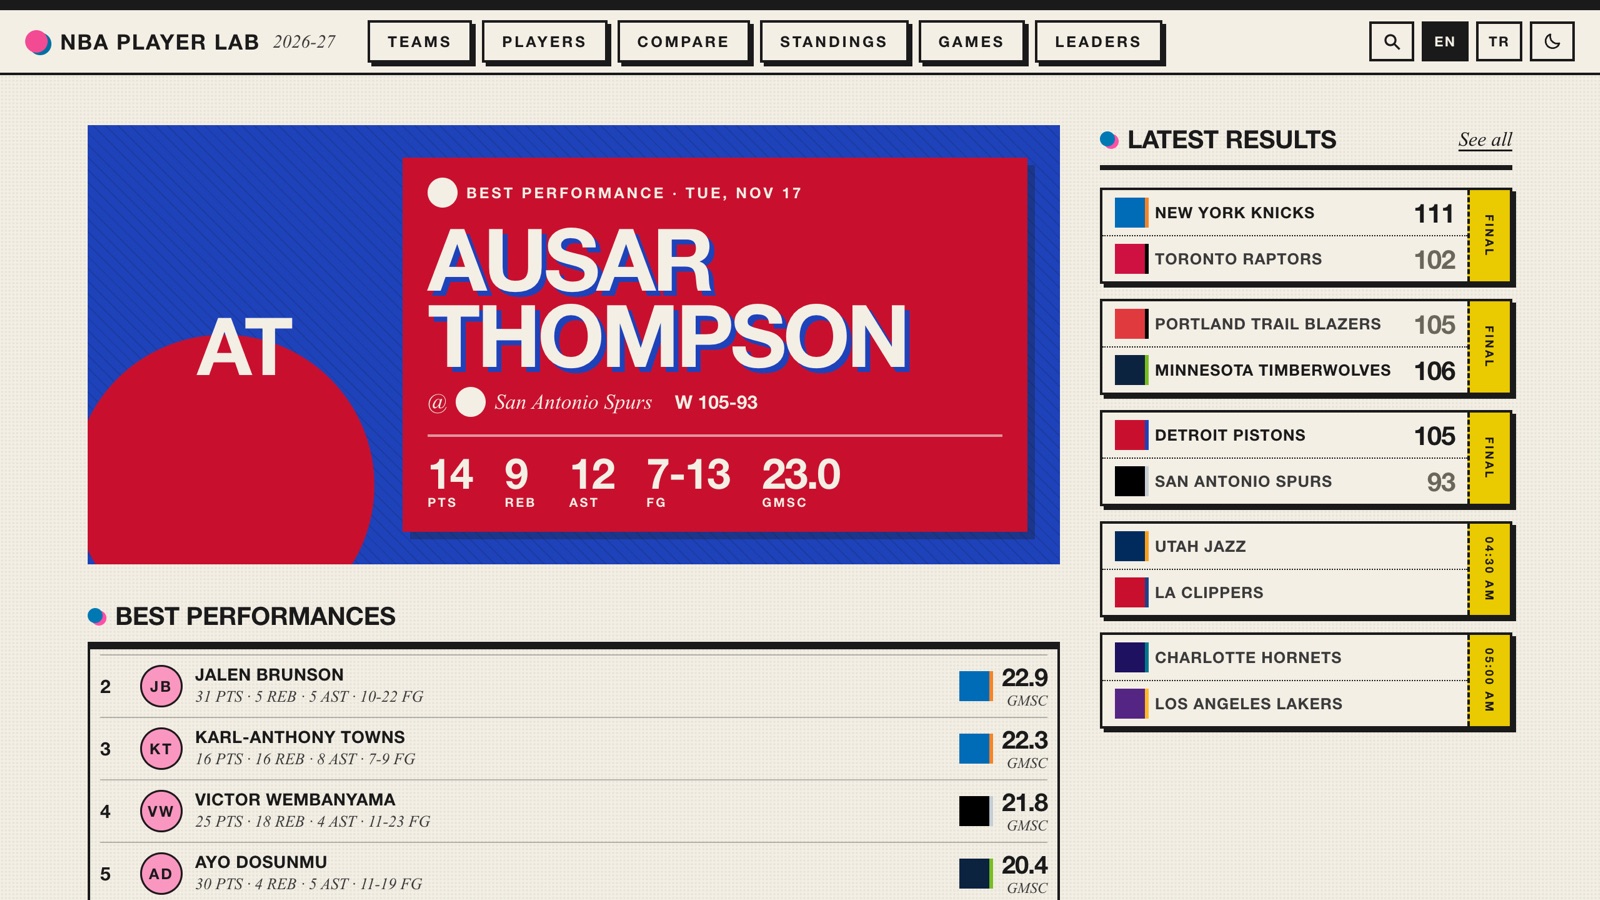 NBA PLAYER LAB 2026-27
TEAMS
PLAYERS
COMPARE
STANDINGS
GAMES
LEADERS
EN
TR
BEST PERFORMANCE · TUE, NOV 17
AUSAR
THOMPSON
@ San Antonio Spurs W 105-93
14 9 12 7-13 23.0
PTS REB AST FG GMSC
AT
BEST PERFORMANCES
2 JB JALEN BRUNSON 22.9
31 PTS · 5 REB · 5 AST · 10-22 FG GMSC
3 KT KARL-ANTHONY TOWNS 22.3
16 PTS · 16 REB · 8 AST · 7-9 FG GMSC
4 VW VICTOR WEMBANYAMA 21.8
25 PTS · 18 REB · 4 AST · 11-23 FG GMSC
5 AD AYO DOSUNMU 20.4
30 PTS · 4 REB · 5 AST · 11-19 FG GMSC
LATEST RESULTS See all
NEW YORK KNICKS 111
TORONTO RAPTORS 102
FINAL
PORTLAND TRAIL BLAZERS 105
MINNESOTA TIMBERWOLVES 106
FINAL
DETROIT PISTONS 105
SAN ANTONIO SPURS 93
FINAL
UTAH JAZZ
LA CLIPPERS
04:30 AM
CHARLOTTE HORNETS
LOS ANGELES LAKERS
05:00 AM